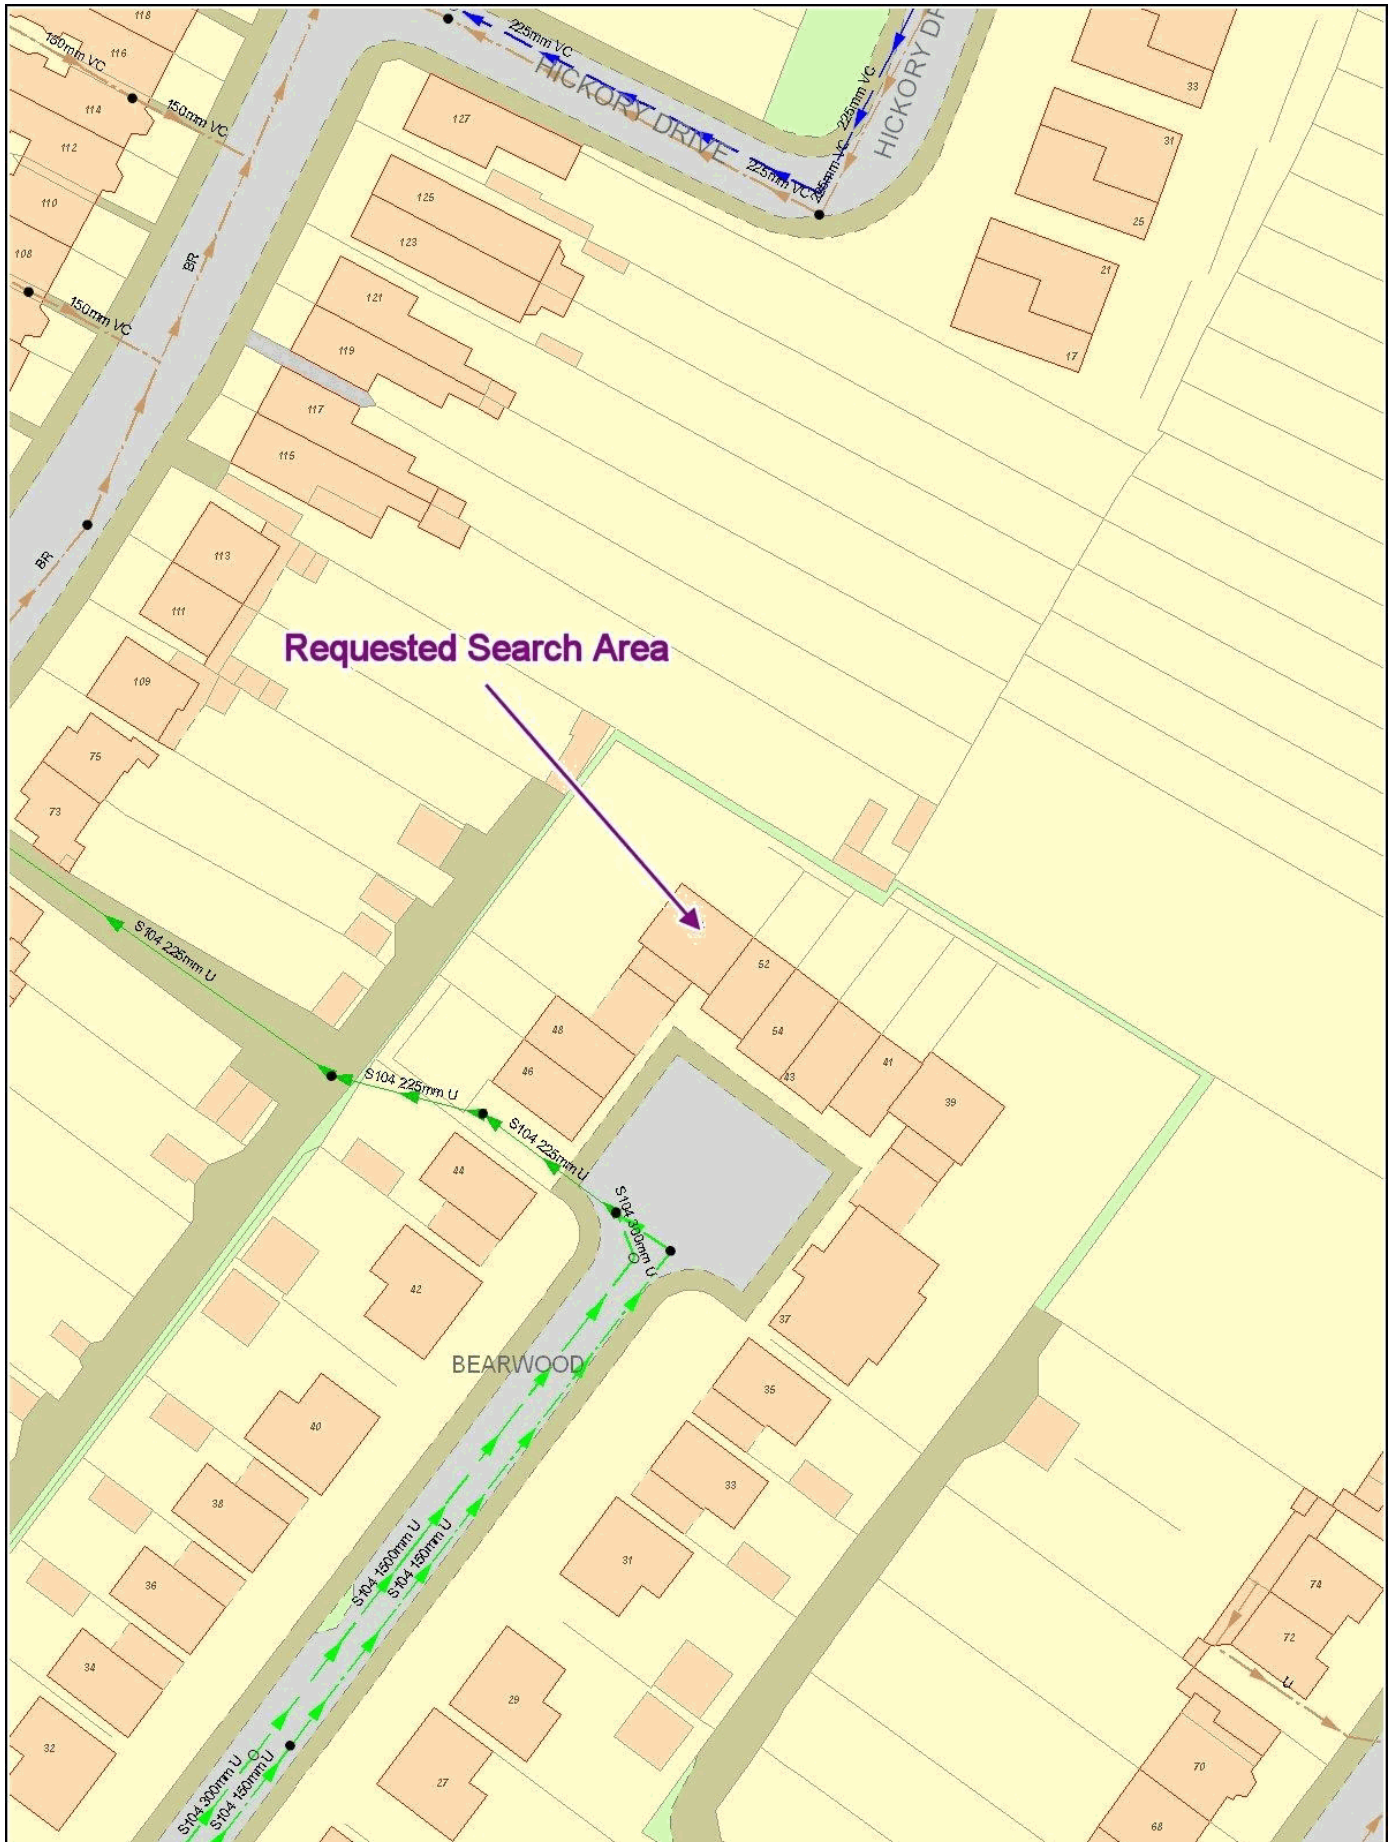 118
116
150mm VC
114
150mm VC
112
110
108
150mm VC
BR
BR
127
125
123
121
119
117
115
113
111
109
75
73
225mm VC
HICKORY DRIVE
225mm VC
225mm VC
225mm VC
HICKORY DR
33
31
25
21
17
Requested Search Area
S104 225mm U
S104 225mm U
S104 225mm U
S104 300mm U
52
54
48
46
43
41
39
44
42
37
BEARWOOD
35
40
33
38
31
36
S104 1500mm U
S104 150mm U
34
29
32
27
S104 300mm U
S104 150mm U
74
72
U
70
68